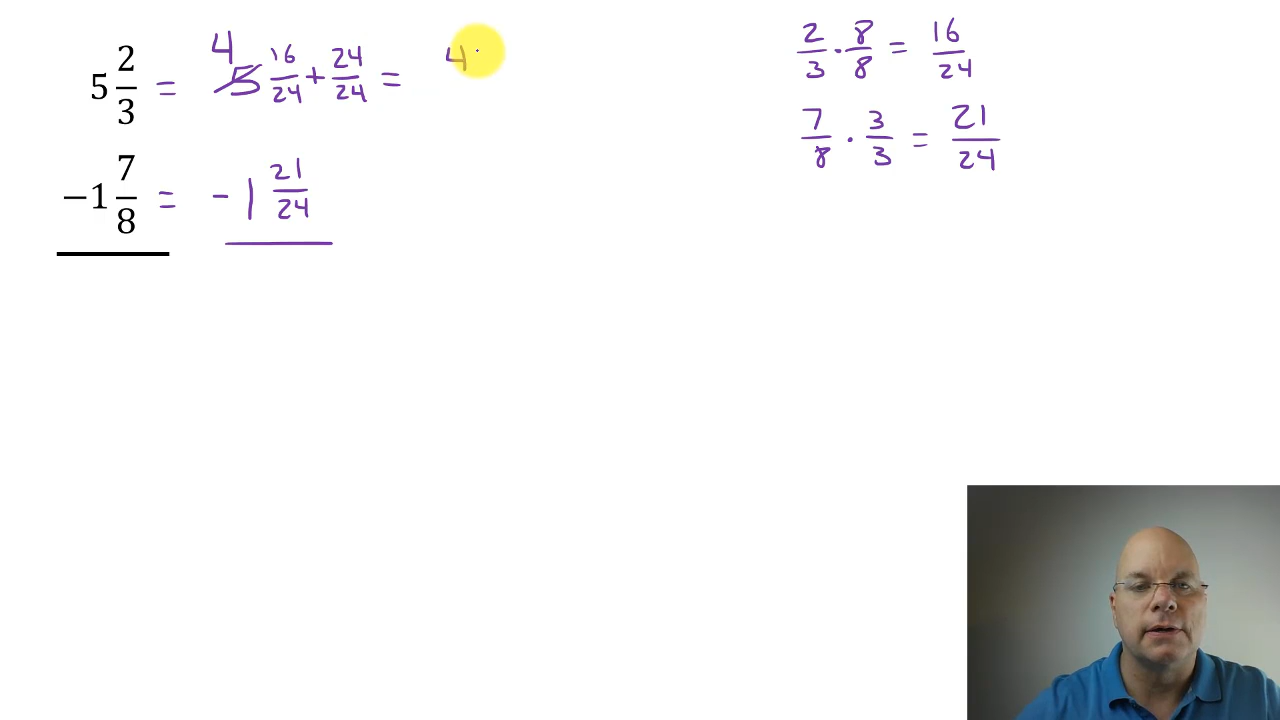 5 2/3 = 4 5 16/24 + 24/24 = 4
−1 7/8 = -1 21/24
2/3 · 8/8 = 16/24
7/8 · 3/3 = 21/24